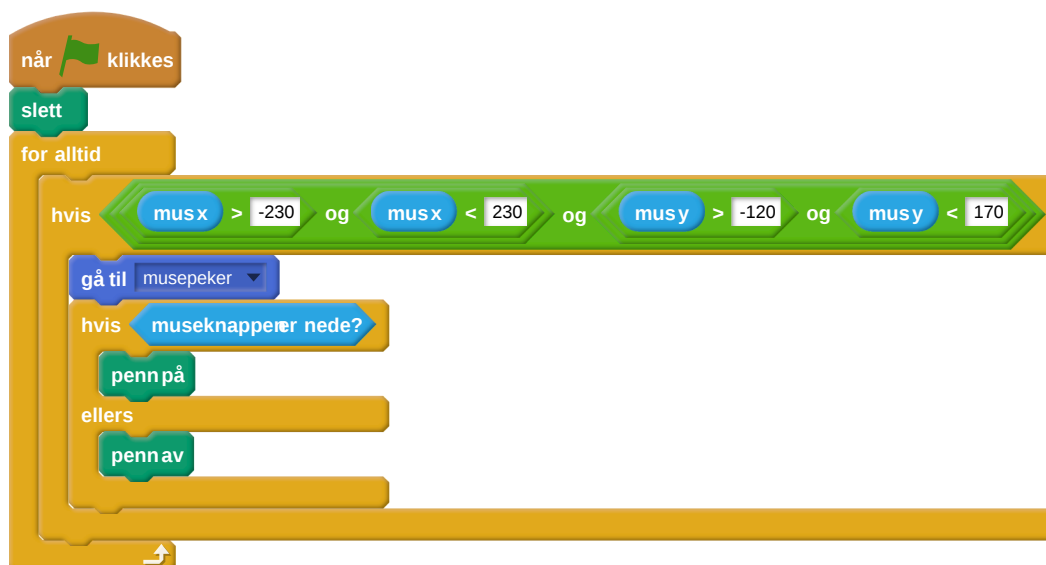 når klikkes
slett
for alltid
hvis mus x > -230 og mus x < 230 og mus y > -120 og mus y < 170
gå til musepeker
hvis museknappen er nede?
penn på
ellers
penn av